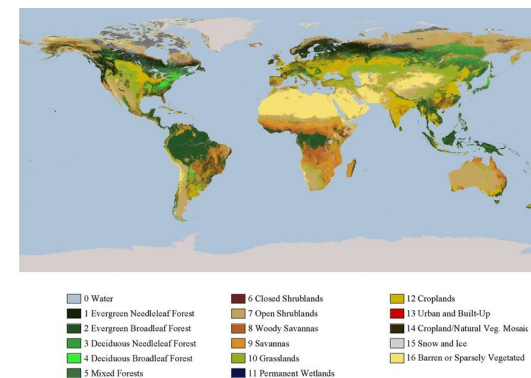 0 Water
1 Evergreen Needleleaf Forest
2 Evergreen Broadleaf Forest
3 Deciduous Needleleaf Forest
4 Deciduous Broadleaf Forest
5 Mixed Forests
6 Closed Shrublands
7 Open Shrublands
8 Woody Savannas
9 Savannas
10 Grasslands
11 Permanent Wetlands
12 Croplands
13 Urban and Built-Up
14 Cropland/Natural Veg. Mosaic
15 Snow and Ice
16 Barren or Sparsely Vegetated